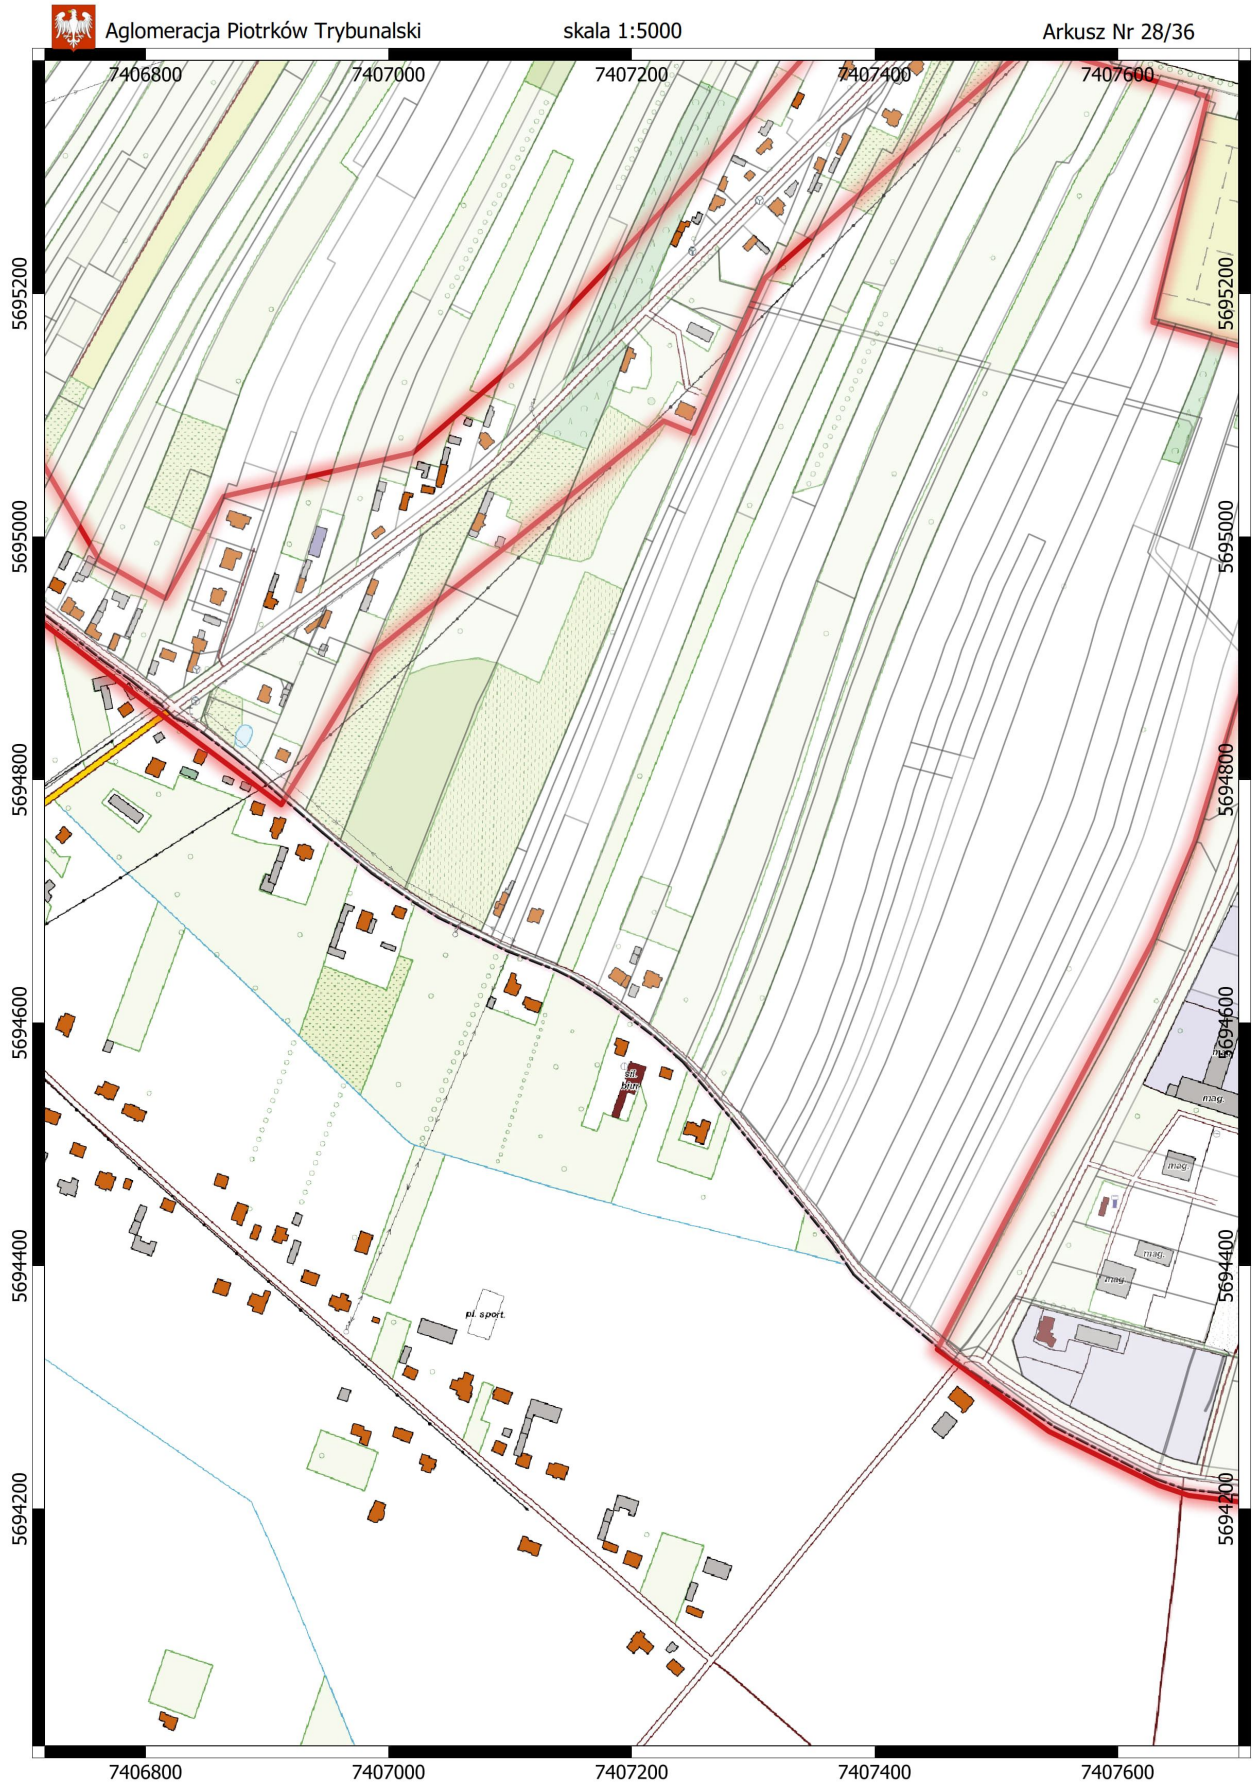 Aglomeracja Piotrków Trybunalski skala 1:5000 Arkusz Nr 28/36
7406800 7407000 7407200 7407400 7407600
5695200 5695200
5695000 5695000
5694800 5694800
5694600 5694600
mag.
mag.
pl. sport.
mag.
mag.
5694400 5694400
5694200 5694200
7406800 7407000 7407200 7407400 7407600